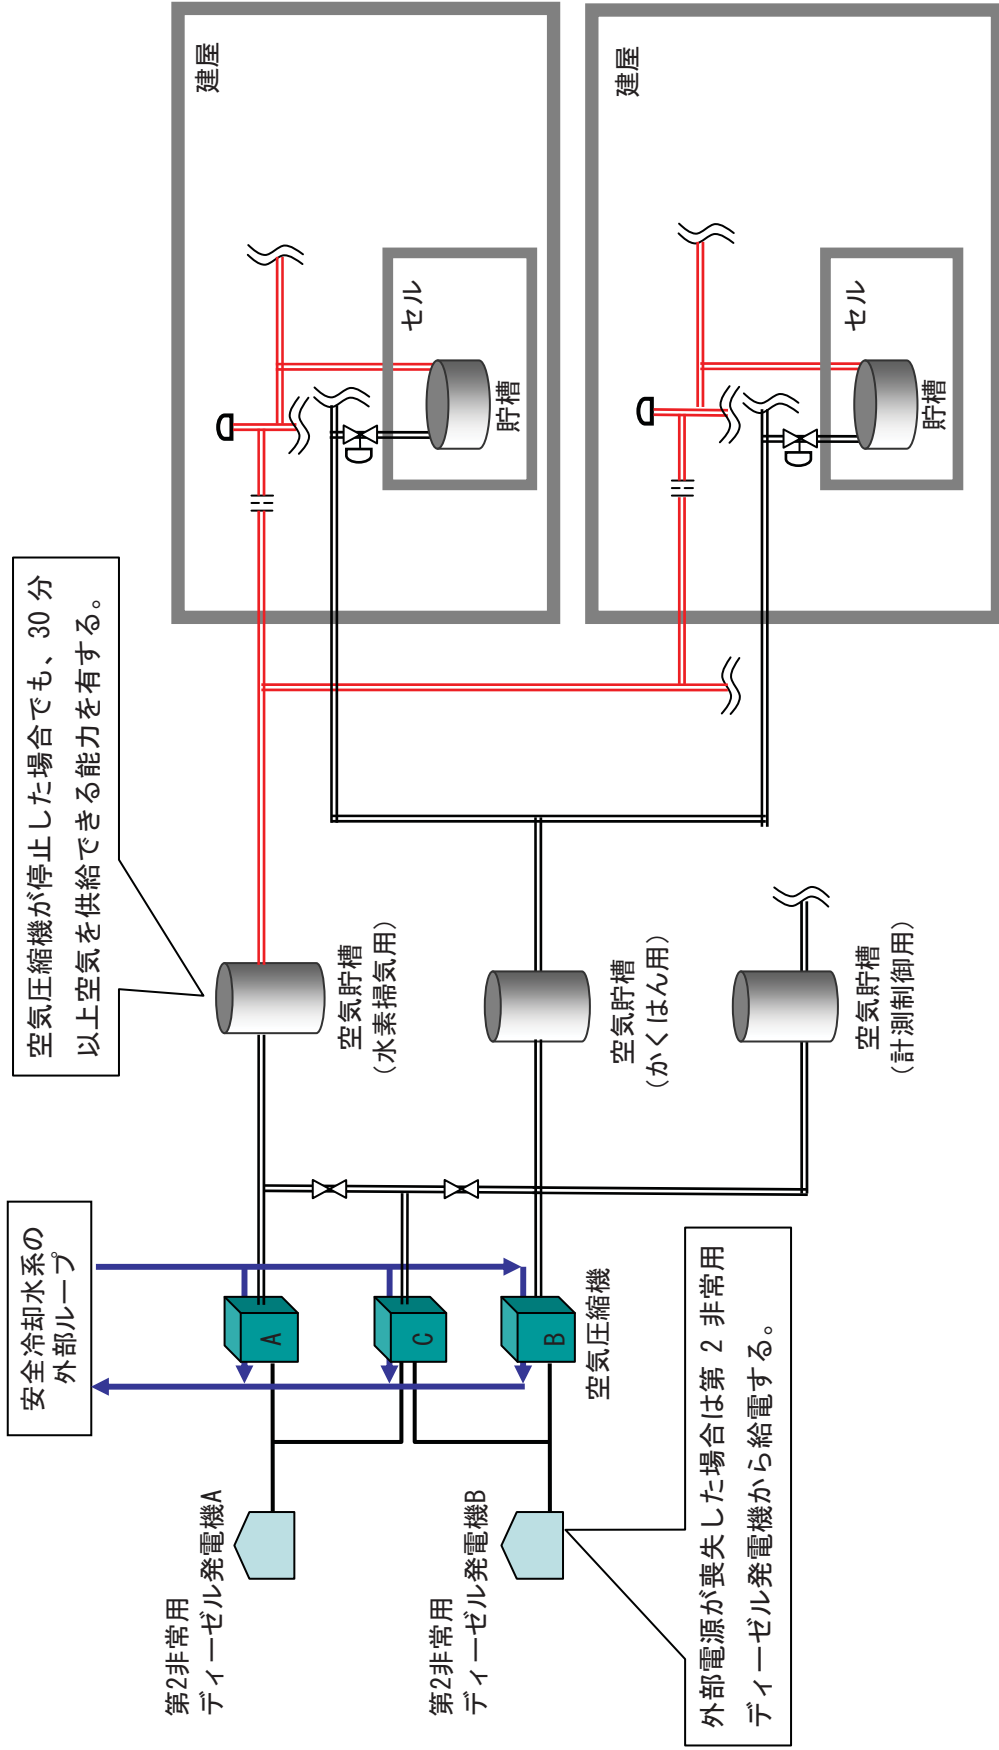 安全冷却水系の
外部ループ
空気圧縮機が停止した場合でも、30 分
以上空気を供給できる能力を有する。
建屋
セル
貯槽
第2非常用
ディーゼル発電機A
A
空気貯槽
(水素掃気用)
C
第2非常用
ディーゼル発電機B
B
空気圧縮機
空気貯槽
(かくはん用)
建屋
セル
貯槽
外部電源が喪失した場合は第 2 非常用
ディーゼル発電機から給電する。
空気貯槽
(計測制御用)